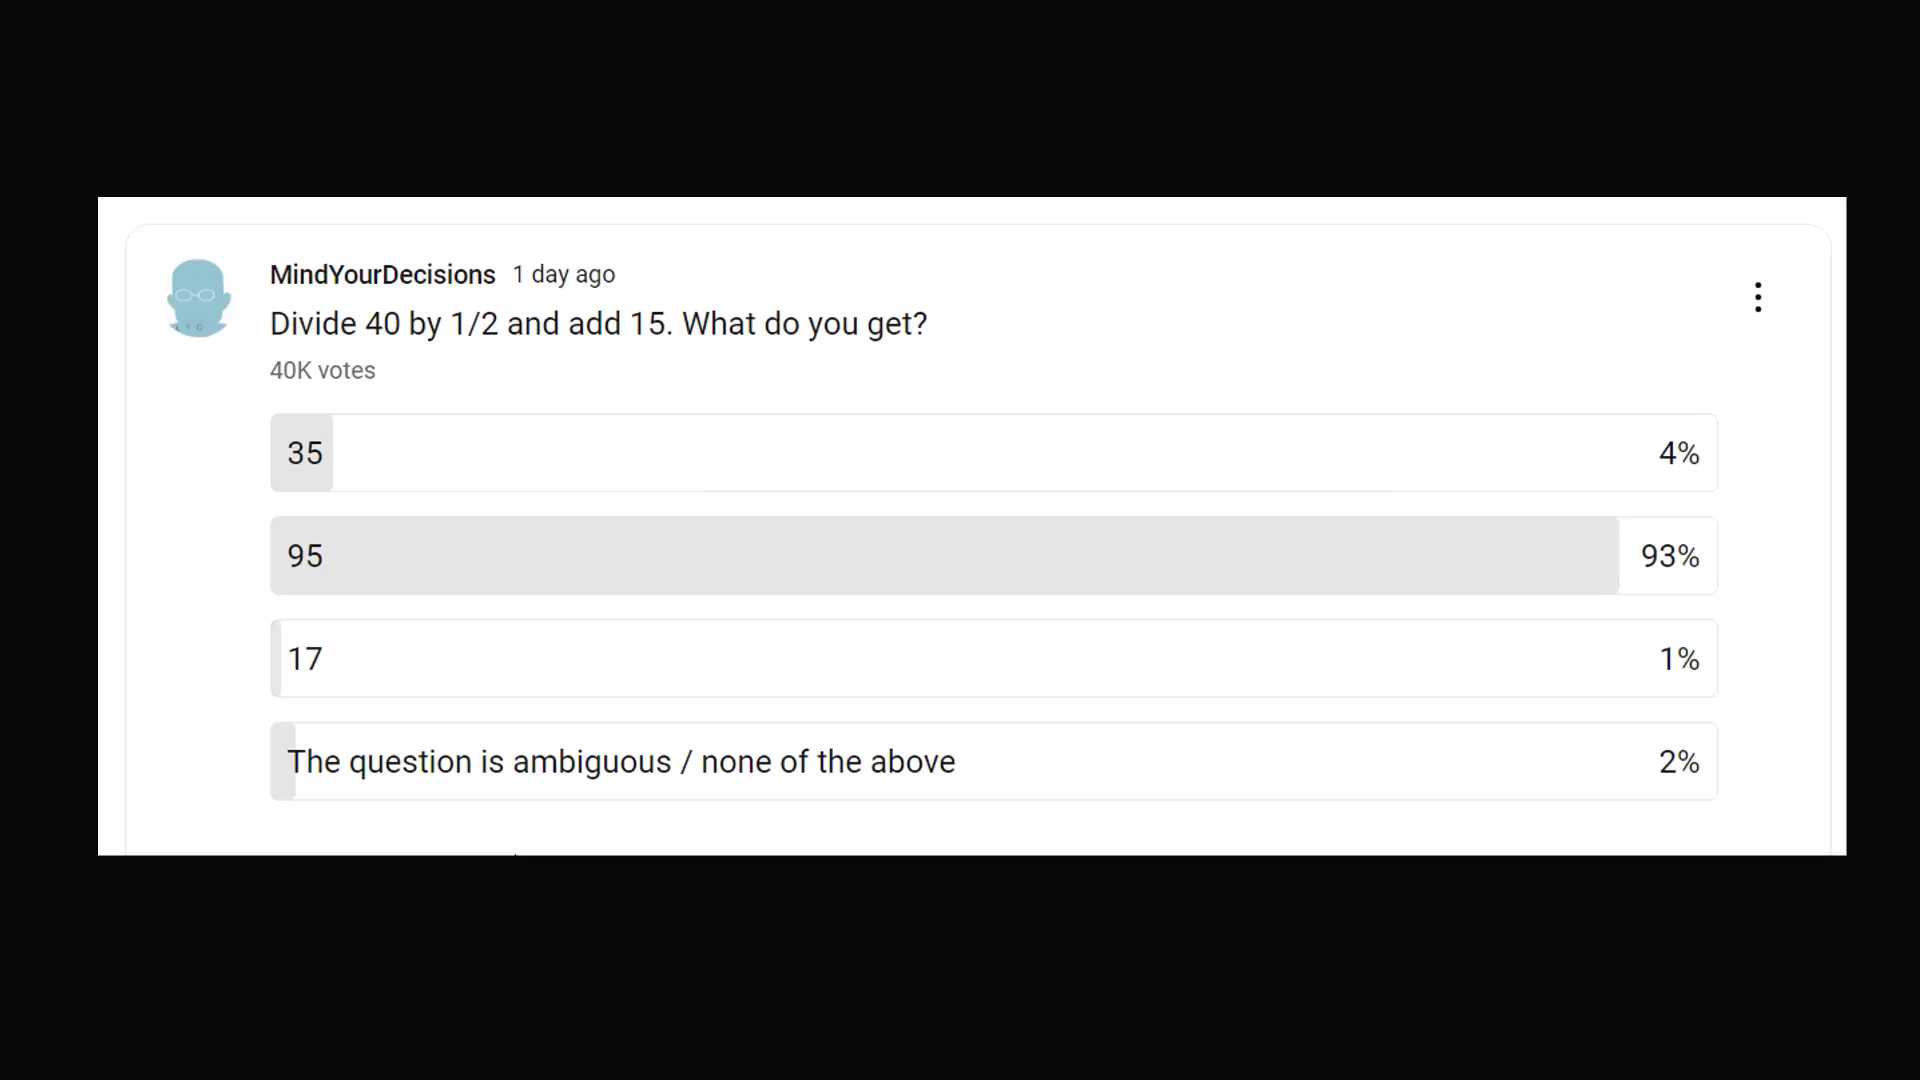 MindYourDecisions 1 day ago
Divide 40 by 1/2 and add 15. What do you get?
40K votes
35 4%
95 93%
17 1%
The question is ambiguous / none of the above 2%